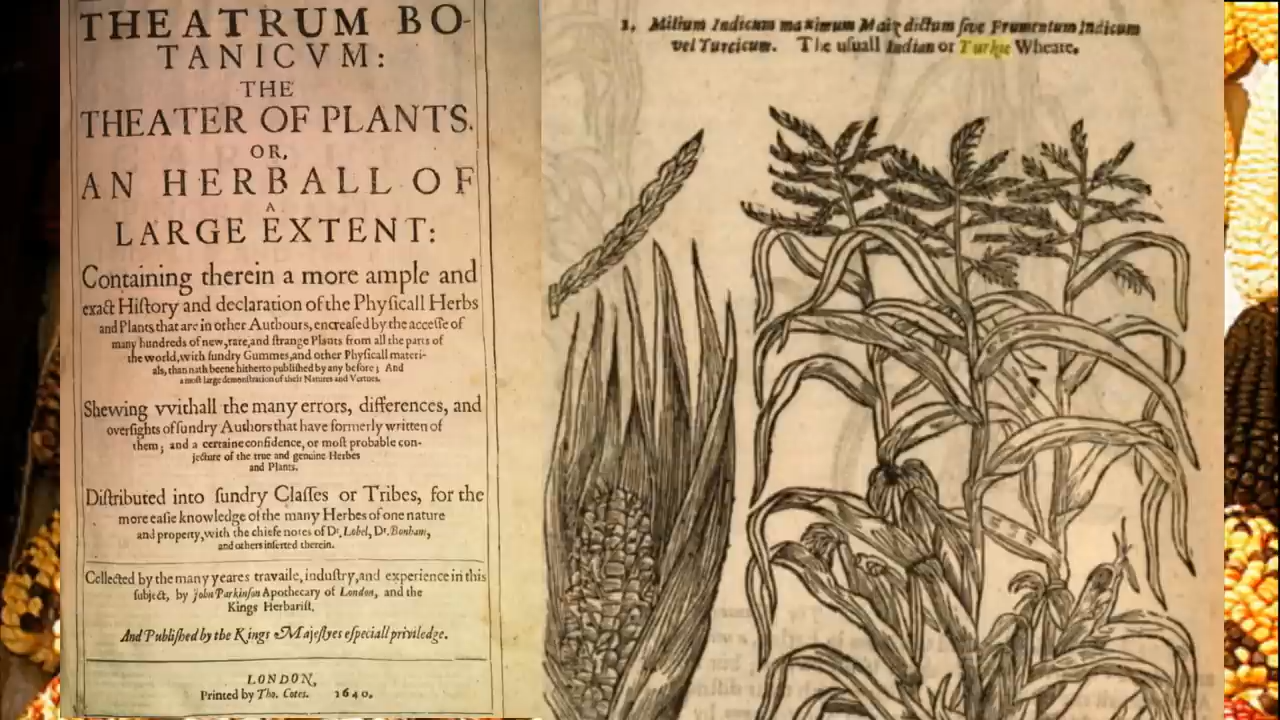 THEATRUM BO-
TANICVM:
THE
THEATER OF PLANTS.
OR,
AN HERBALL OF
A
LARGE EXTENT:
Containing therein a more ample and
exact Hiſtory and declaration of the Phyſicall Herbs
and Plants that are in other Authours, encreaſed by the acceſſe of
many hundreds of new, rare, and ſtrange Plants from all the parts of
the world, with ſundry Gummes, and other Phyſicall materi-
als, than hath beene hitherto publiſhed by any before; And
a moſt large demonſtration of their Natures and Vertues.
Shewing vvithall the many errors, differences, and
overſights of ſundry Authors that have formerly written of
them; and a certaine confidence, or moſt probable con-
jecture of the true and genuine Herbes
and Plants.
Diſtributed into ſundry Claſſes or Tribes, for the
more eaſie knowledge of the many Herbes of one nature
and property, with the chiefe notes of Dr. Lobel, Dr. Bonham,
and others inſerted therein.
Collected by the many yeares travaile, induſtry, and experience in this
ſubject, by John Parkinſon Apothecary of London, and the
Kings Herbariſt.
And Publiſhed by the Kings Majeſtyes eſpeciall priviledge.
LONDON,
Printed by Tho. Cotes. 1640.
1. Milium Indicum maximum Maiz dictum ſive Frumentum Indicum
vel Turcicum. The uſuall Indian or Turkie Wheate.